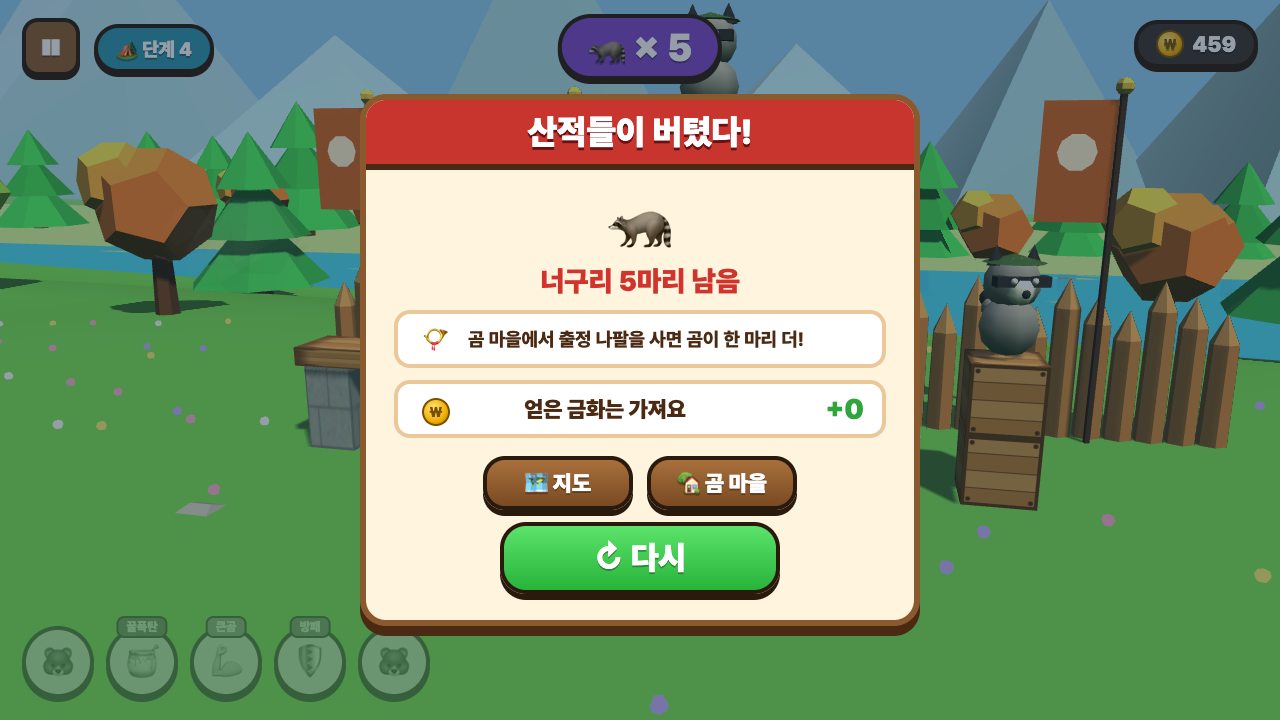 단계 4
× 5
459
산적들이 버텼다!
너구리 5마리 남음
곰 마을에서 출정 나팔을 사면 곰이 한 마리 더!
얻은 금화는 가져요 +0
지도
곰 마을
다시
꿀폭탄
큰곰
방패